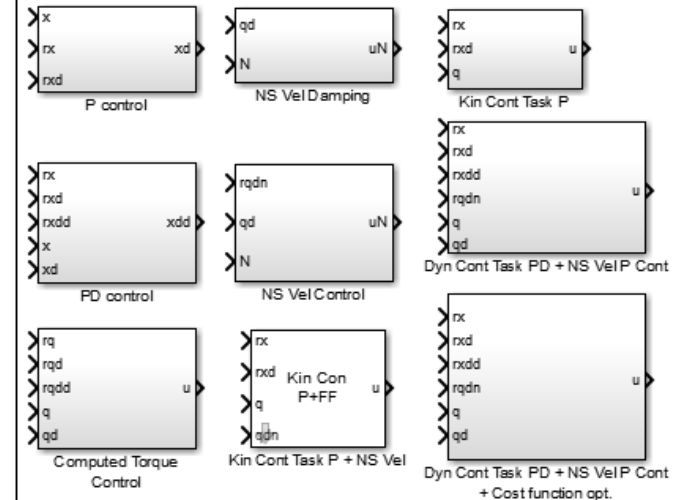 x
rx
rxd
xd
P control
qd
N
uN
NS Vel Damping
rx
rxd
q
u
Kin Cont Task P
rx
rxd
rxdd
x
xd
xdd
PD control
rqdn
qd
N
uN
NS Vel Control
rx
rxd
rxdd
rqdn
q
qd
u
Dyn Cont Task PD + NS Vel P Cont
rq
rqd
rqdd
q
qd
u
Computed Torque
Control
rx
rxd
q
qdn
Kin Con
P+FF
u
Kin Cont Task P + NS Vel
rx
rxd
rxdd
rqdn
q
qd
u
Dyn Cont Task PD + NS Vel P Cont
+ Cost function opt.